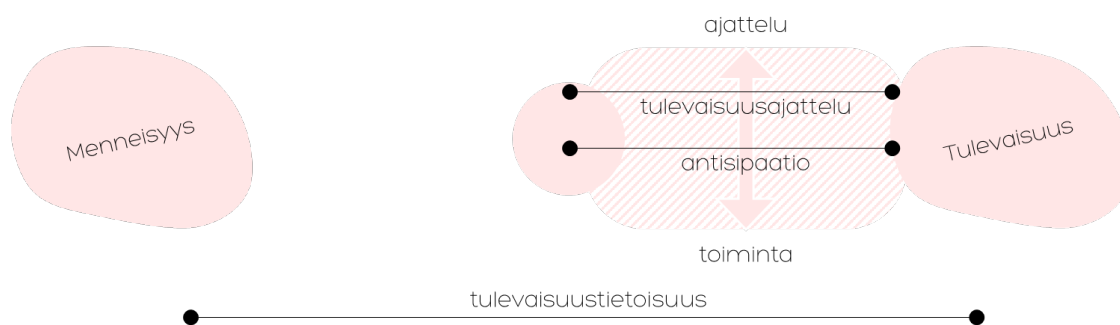 ajattelu
Menneisyys
tulevaisuusajattelu
Tulevaisuus
antisipaatio
toiminta
tulevaisuustietoisuus